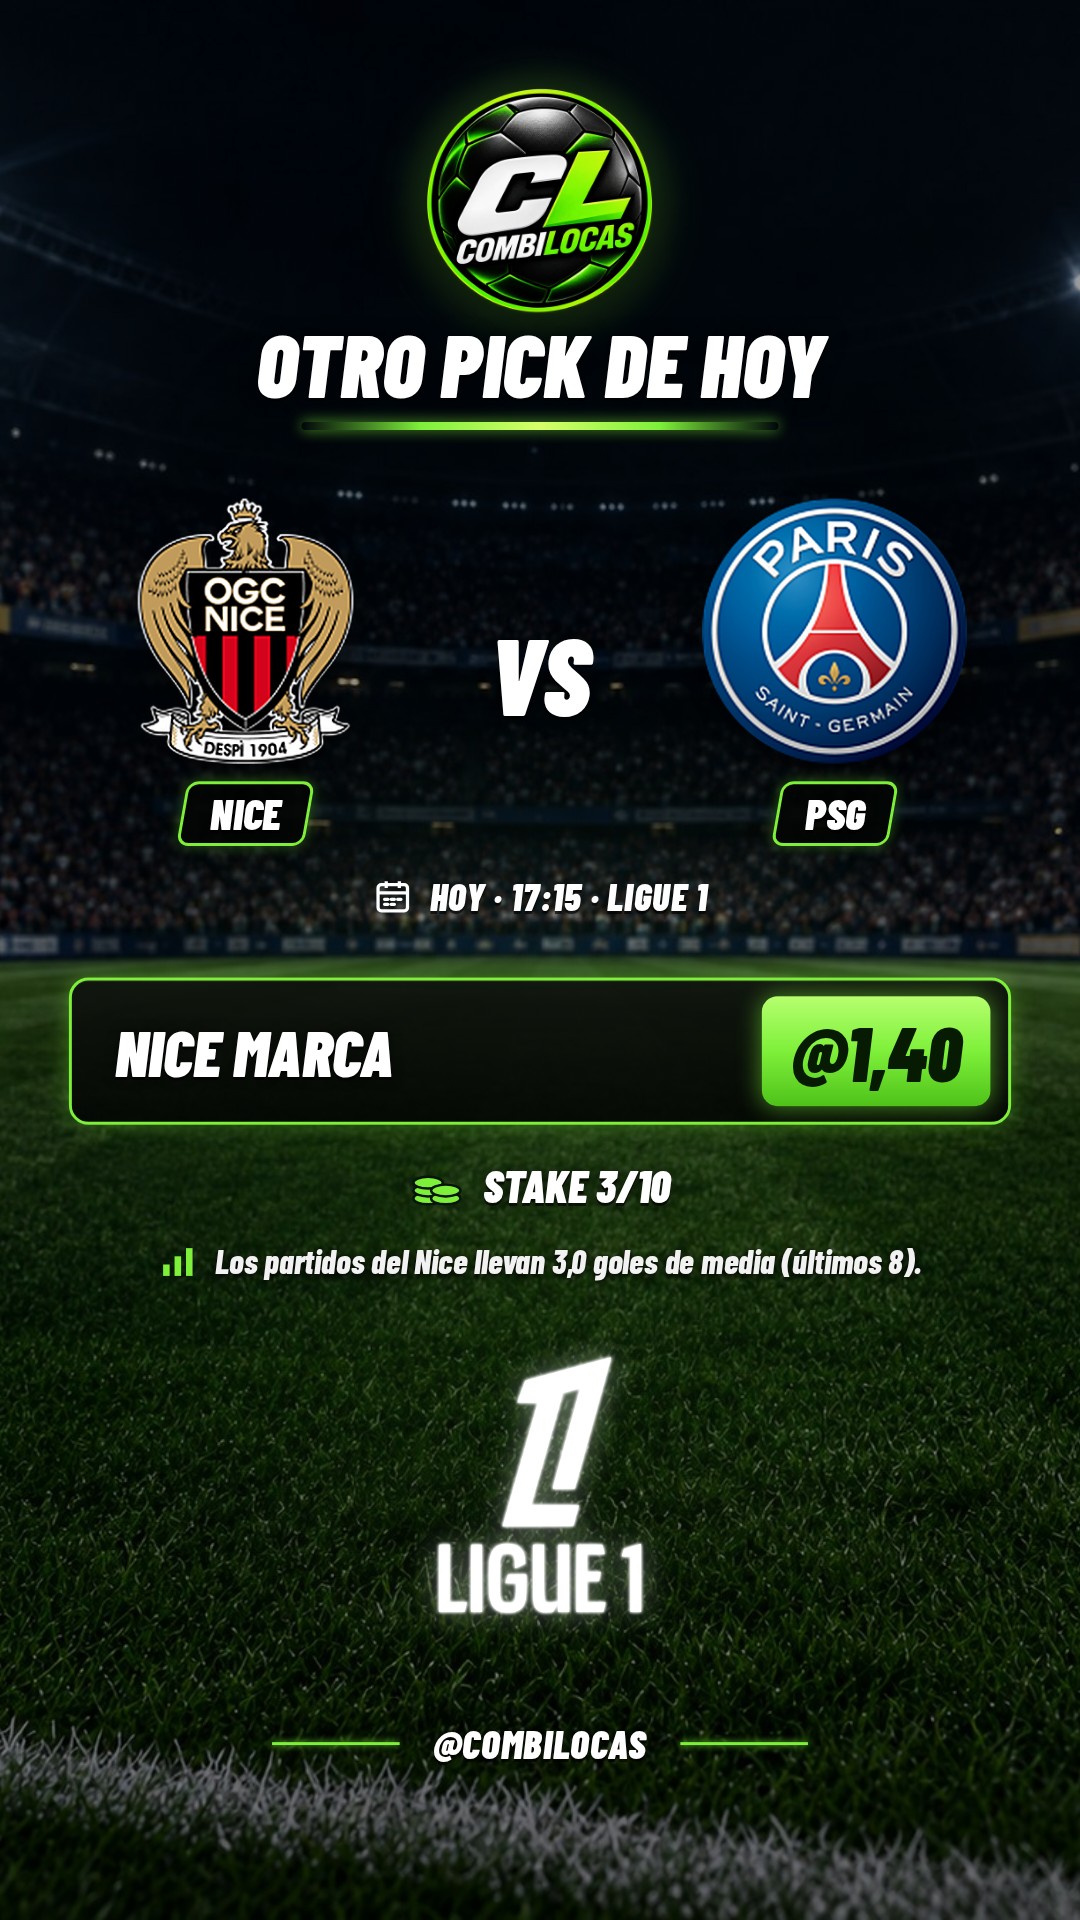 CL
COMBILOCAS
OTRO PICK DE HOY
OGC
NICE
DESPÌ 1904
VS
PARIS
SAINT-GERMAIN
NICE
PSG
HOY · 17:15 · LIGUE 1
NICE MARCA
@1,40
STAKE 3/10
Los partidos del Nice llevan 3,0 goles de media (últimos 8).
LIGUE 1
@COMBILOCAS